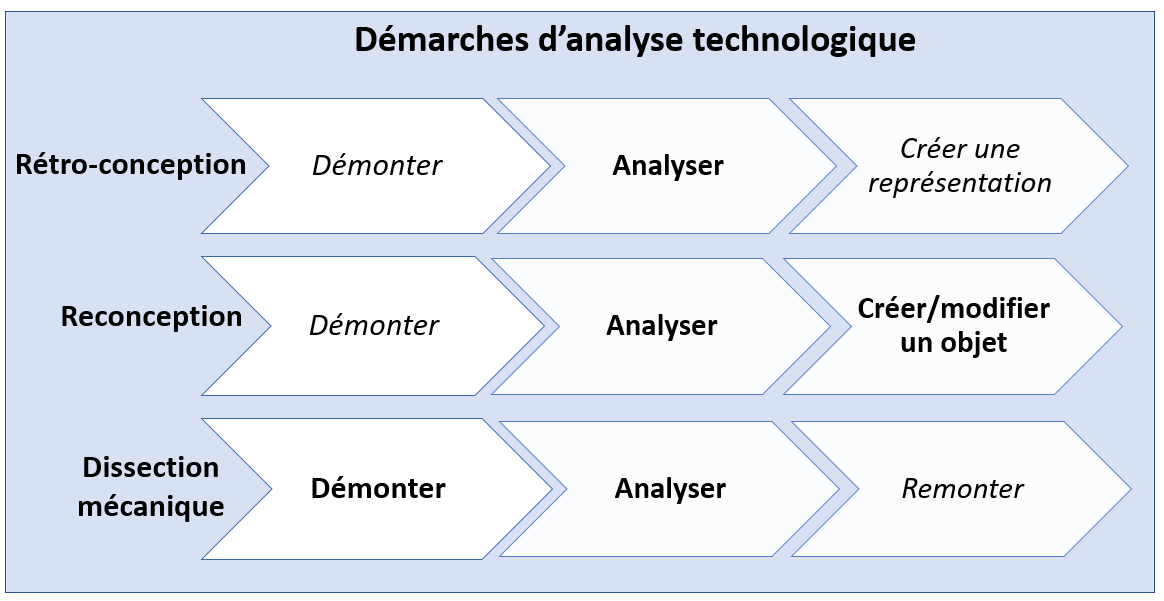 Démarches d’analyse technologique
Rétro-conception
Démonter
Analyser
Créer une
représentation
Reconception
Démonter
Analyser
Créer/modifier
un objet
Dissection
mécanique
Démonter
Analyser
Remonter